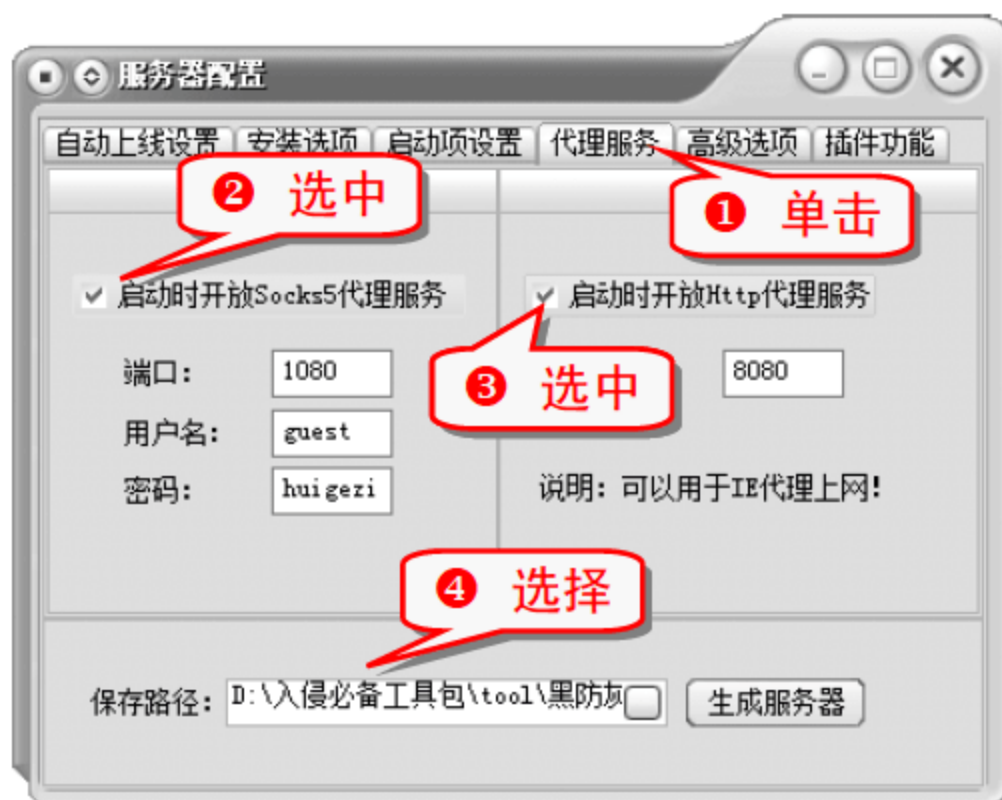 服务器配置
自动上线设置 安装选项 启动项设置 代理服务 高级选项 插件功能
❷ 选中
❶ 单击
启动时开放Socks5代理服务
启动时开放Http代理服务
端口: 1080
❸ 选中
8080
用户名: guest
密码: huigezi
说明: 可以用于IE代理上网!
❹ 选择
保存路径: D:\入侵必备工具包\tool\黑防灰
生成服务器